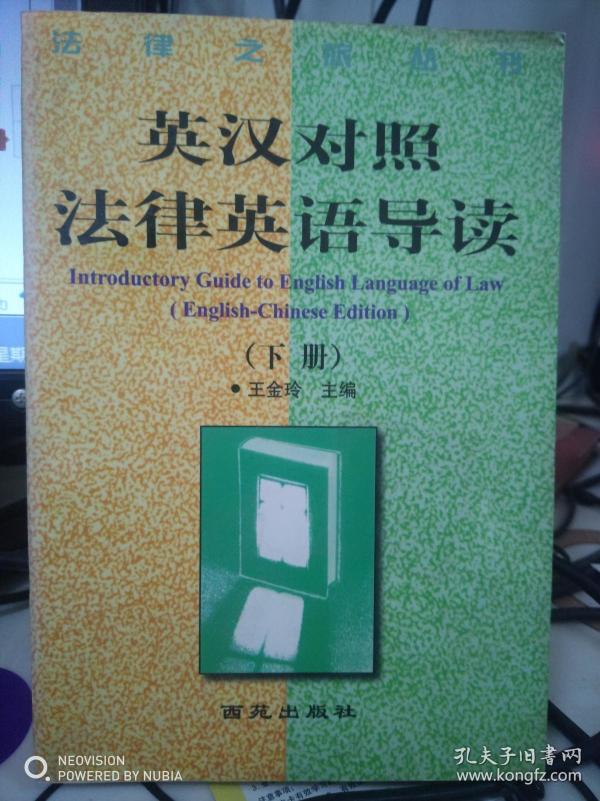 法律之旅丛刊
英汉对照
法律英语导读
Introductory Guide to English Language of Law
( English-Chinese Edition )
（下册）
●王金玲 主编
西苑出版社
NEOVISION
POWERED BY NUBIA
孔夫子旧书网
www.kongfz.com